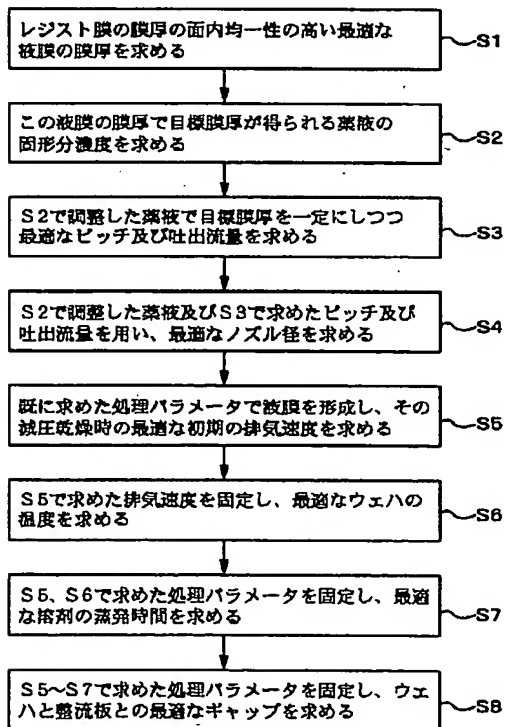 レジスト膜の膜厚の面内均一性の高い最適な
液膜の膜厚を求める
S1
この液膜の膜厚で目標膜厚が得られる薬液の
固形分濃度を求める
S2
S2で調整した薬液で目標膜厚を一定にしつつ
最適なピッチ及び吐出流量を求める
S3
S2で調整した薬液及びS3で求めたピッチ及び
吐出流量を用い、最適なノズル径を求める
S4
既に求めた処理パラメータで液膜を形成し、その
減圧乾燥時の最適な初期の排気速度を求める
S5
S5で求めた排気速度を固定し、最適なウェハの
温度を求める
S6
S5、S6で求めた処理パラメータを固定し、最適
な溶剤の蒸発時間を求める
S7
S5〜S7で求めた処理パラメータを固定し、ウェ
ハと整流板との最適なギャップを求める
S8